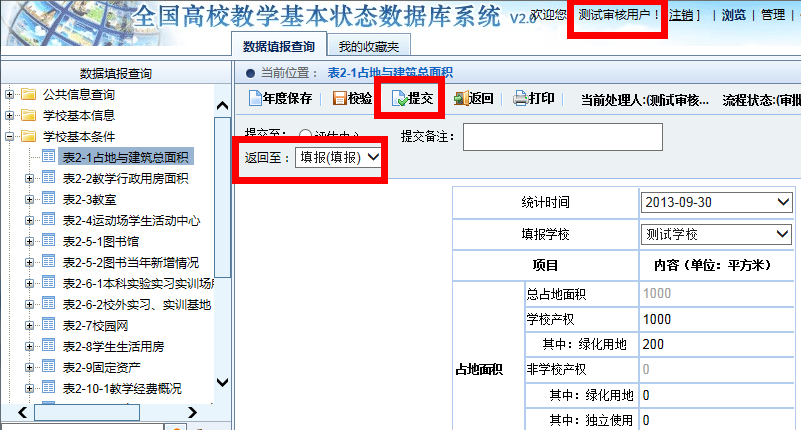 全国高校教学基本状态数据库系统 V2.0 欢迎您 测试审核用户！ [注销] | 浏览 | 管理 |
数据填报查询 我的收藏夹
数据填报查询
当前位置： 表2-1占地与建筑总面积
公共信息查询
学校基本信息
学校基本条件
表2-1占地与建筑总面积
表2-2教学行政用房面积
表2-3教室
表2-4运动场学生活动中心
表2-5-1图书馆
表2-5-2图书当年新增情况
表2-6-1本科实验实习实训场
表2-6-2校外实习、实训基地
表2-7校园网
表2-8学生生活用房
表2-9固定资产
表2-10-1教学经费概况
年度保存 校验 提交 返回 打印 当前处理人:(测试审核... 流程状态:(审批
提交至： 评估中心 提交备注：
返回至： 填报(填报)
统计时间 2013-09-30
填报学校 测试学校
项目 内容（单位：平方米）
占地面积
总占地面积 1000
学校产权 1000
其中：绿化用地 200
非学校产权 0
其中：绿化用地 0
其中：独立使用 0